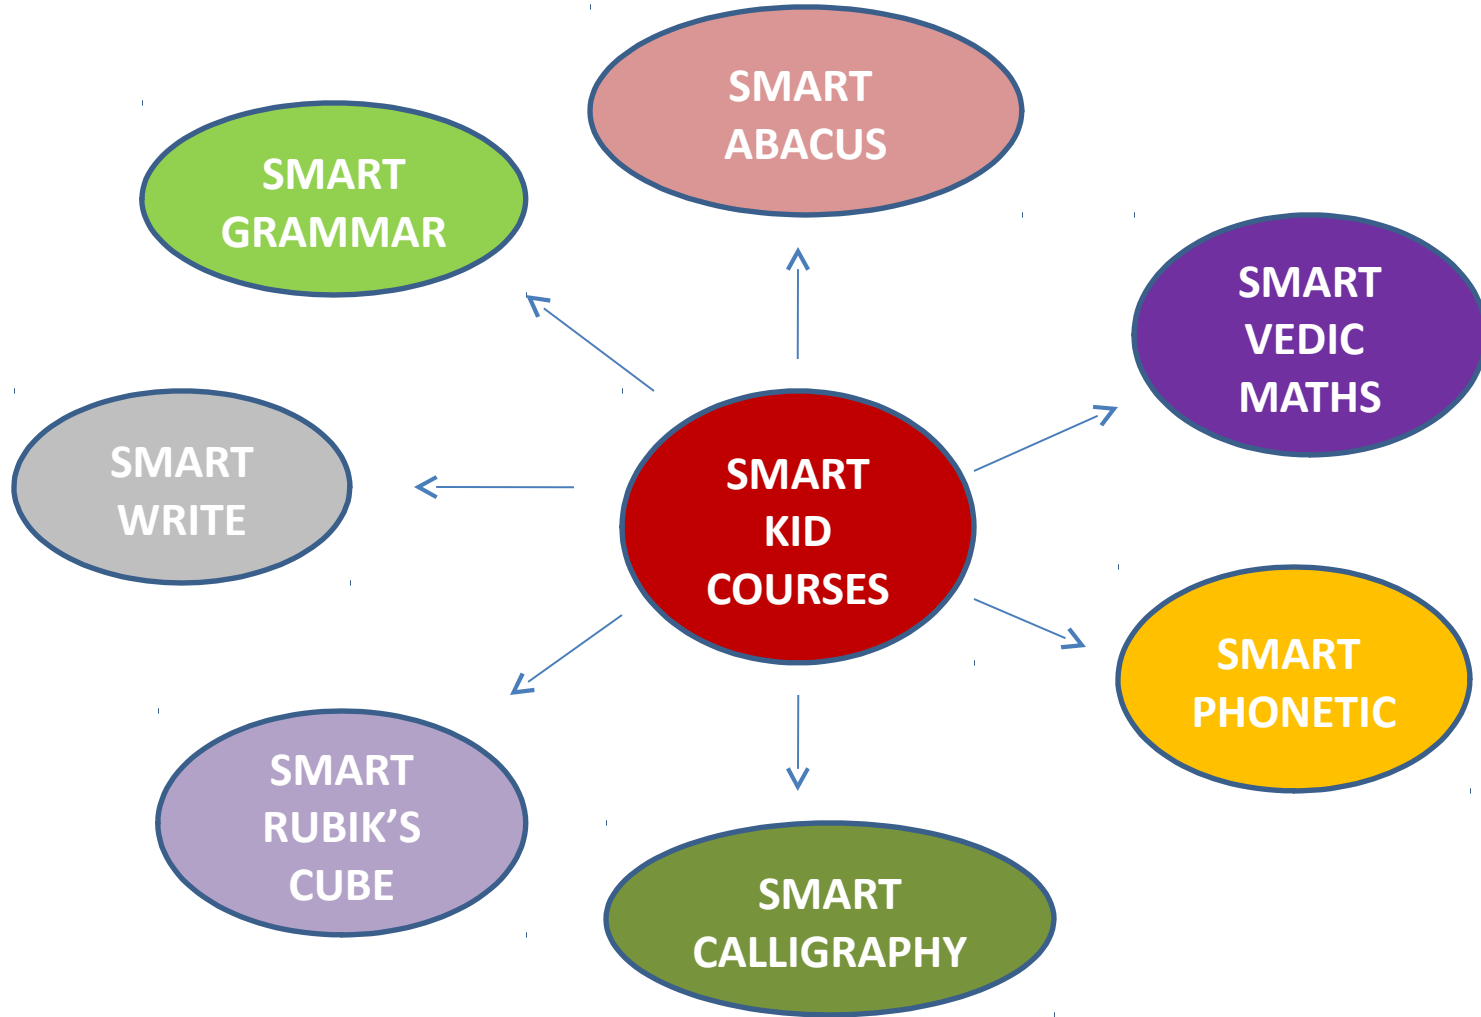 SMART
ABACUS
SMART
GRAMMAR
SMART
VEDIC
MATHS
SMART
WRITE
SMART
KID
COURSES
SMART
PHONETIC
SMART
RUBIK’S
CUBE
SMART
CALLIGRAPHY